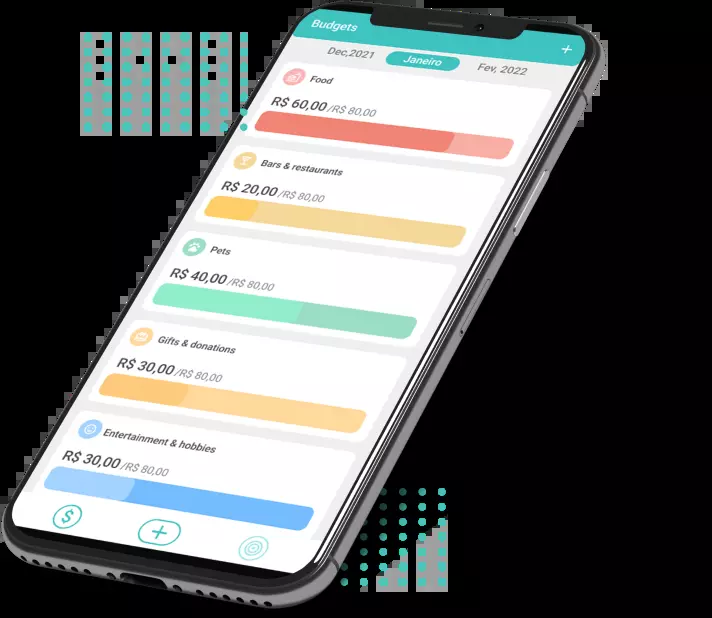 Budgets
Dec,2021 Janeiro Fev, 2022
Food
R$ 60,00/R$ 80,00
Bars & restaurants
R$ 20,00/R$ 80,00
Pets
R$ 40,00/R$ 80,00
Gifts & donations
R$ 30,00/R$ 80,00
Entertainment & hobbies
R$ 30,00/R$ 80,00